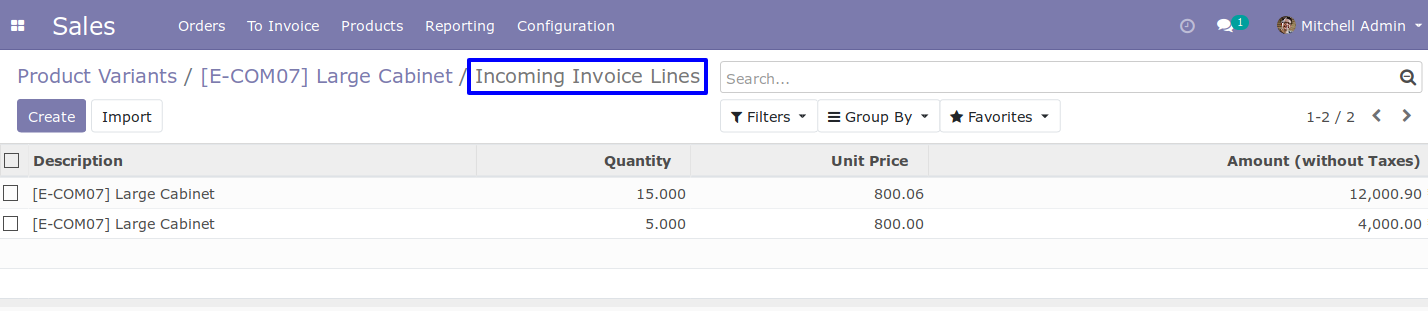 Sales Orders To Invoice Products Reporting Configuration 1 Mitchell Admin
Product Variants / [E-COM07] Large Cabinet / Incoming Invoice Lines
Search...
Create Import
Filters Group By Favorites 1-2 / 2
Description Quantity Unit Price Amount (without Taxes)
[E-COM07] Large Cabinet 15.000 800.06 12,000.90
[E-COM07] Large Cabinet 5.000 800.00 4,000.00